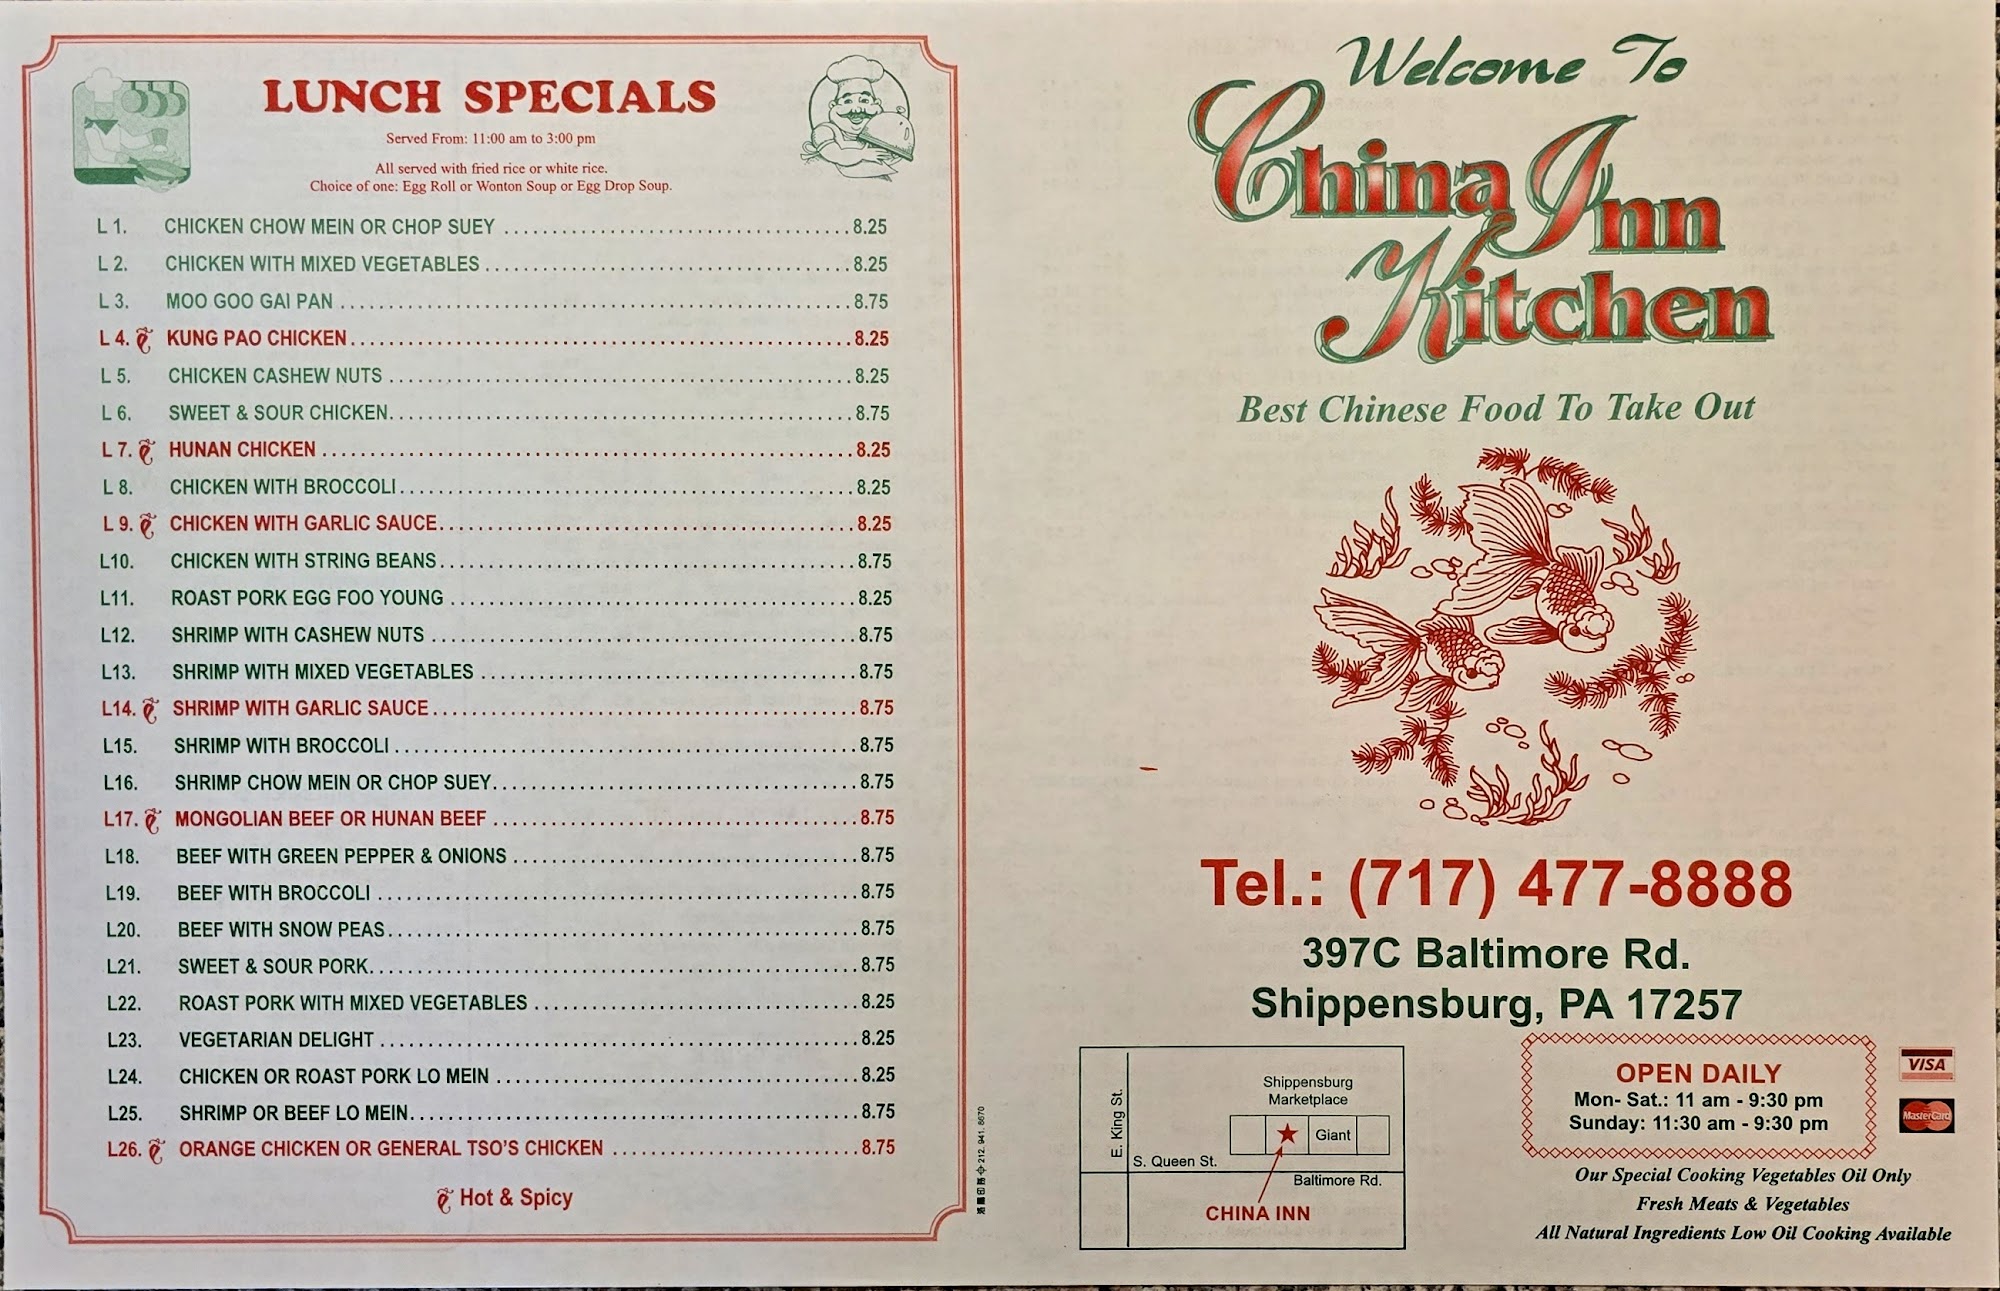 LUNCH SPECIALS
Served From: 11:00 am to 3:00 pm
All served with fried rice or white rice.
Choice of one: Egg Roll or Wonton Soup or Egg Drop Soup.
L 1. CHICKEN CHOW MEIN OR CHOP SUEY 8.25
L 2. CHICKEN WITH MIXED VEGETABLES 8.25
L 3. MOO GOO GAI PAN 8.75
L 4. KUNG PAO CHICKEN 8.25
L 5. CHICKEN CASHEW NUTS 8.25
L 6. SWEET & SOUR CHICKEN 8.75
L 7. HUNAN CHICKEN 8.25
L 8. CHICKEN WITH BROCCOLI 8.25
L 9. CHICKEN WITH GARLIC SAUCE 8.25
L10. CHICKEN WITH STRING BEANS 8.75
L11. ROAST PORK EGG FOO YOUNG 8.25
L12. SHRIMP WITH CASHEW NUTS 8.75
L13. SHRIMP WITH MIXED VEGETABLES 8.75
L14. SHRIMP WITH GARLIC SAUCE 8.75
L15. SHRIMP WITH BROCCOLI 8.75
L16. SHRIMP CHOW MEIN OR CHOP SUEY 8.75
L17. MONGOLIAN BEEF OR HUNAN BEEF 8.75
L18. BEEF WITH GREEN PEPPER & ONIONS 8.75
L19. BEEF WITH BROCCOLI 8.75
L20. BEEF WITH SNOW PEAS 8.75
L21. SWEET & SOUR PORK 8.75
L22. ROAST PORK WITH MIXED VEGETABLES 8.25
L23. VEGETARIAN DELIGHT 8.25
L24. CHICKEN OR ROAST PORK LO MEIN 8.25
L25. SHRIMP OR BEEF LO MEIN 8.75
L26. ORANGE CHICKEN OR GENERAL TSO'S CHICKEN 8.75
Hot & Spicy
212. 941. 8670
Welcome To
China Inn
Kitchen
Best Chinese Food To Take Out
Tel.: (717) 477-8888
397C Baltimore Rd.
Shippensburg, PA 17257
E. King St.
Shippensburg
Marketplace
Giant
S. Queen St.
Baltimore Rd.
CHINA INN
OPEN DAILY
Mon- Sat.: 11 am - 9:30 pm
Sunday: 11:30 am - 9:30 pm
VISA
MasterCard
Our Special Cooking Vegetables Oil Only
Fresh Meats & Vegetables
All Natural Ingredients Low Oil Cooking Available